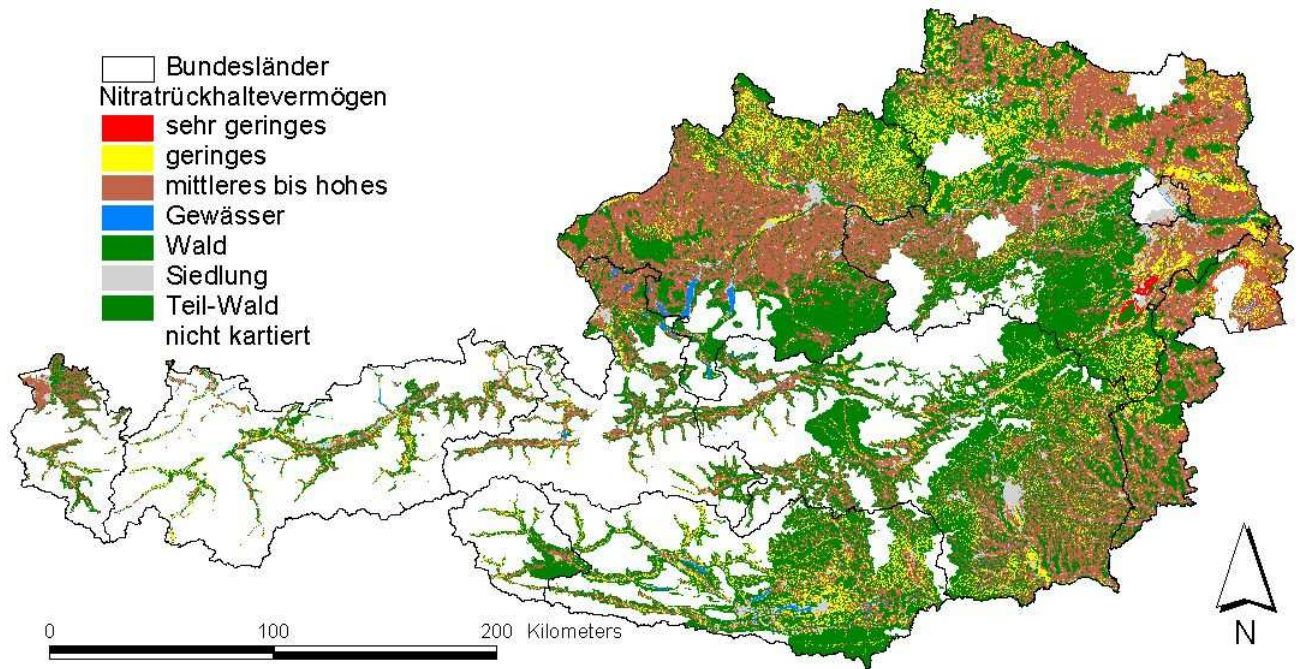 Bundesländer
Nitratrückhaltevermögen
sehr geringes
geringes
mittleres bis hohes
Gewässer
Wald
Siedlung
Teil-Wald
nicht kartiert
0 100 200 Kilometers
N